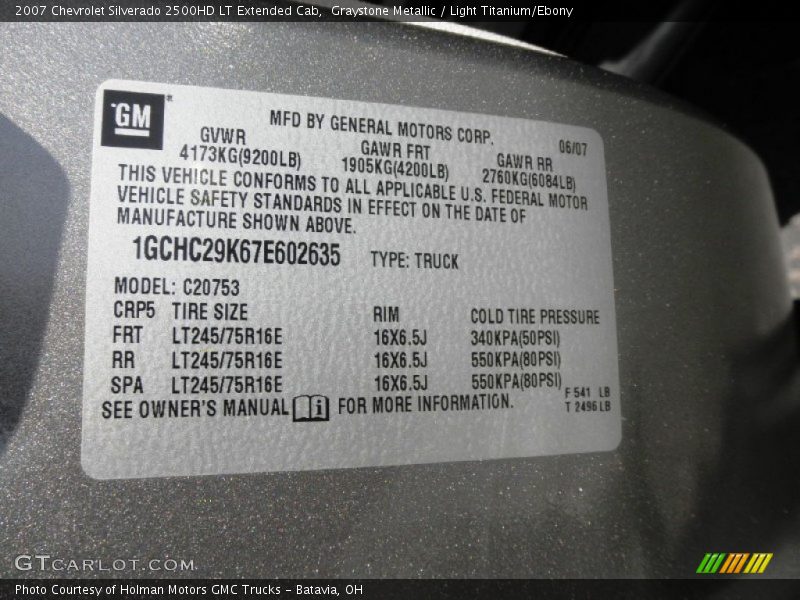 2007 Chevrolet Silverado 2500HD LT Extended Cab, Graystone Metallic / Light Titanium/Ebony
GM
MFD BY GENERAL MOTORS CORP. 06/07
GVWR GAWR FRT GAWR RR
4173KG(9200LB) 1905KG(4200LB) 2760KG(6084LB)
THIS VEHICLE CONFORMS TO ALL APPLICABLE U.S. FEDERAL MOTOR
VEHICLE SAFETY STANDARDS IN EFFECT ON THE DATE OF
MANUFACTURE SHOWN ABOVE.
1GCHC29K67E602635 TYPE: TRUCK
MODEL: C20753
CRP5 TIRE SIZE RIM COLD TIRE PRESSURE
FRT LT245/75R16E 16X6.5J 340KPA(50PSI)
RR LT245/75R16E 16X6.5J 550KPA(80PSI)
SPA LT245/75R16E 16X6.5J 550KPA(80PSI)
F 541 LB
SEE OWNER'S MANUAL i FOR MORE INFORMATION.
T 2496 LB
GTCARLOT.COM
Photo Courtesy of Holman Motors GMC Trucks - Batavia, OH